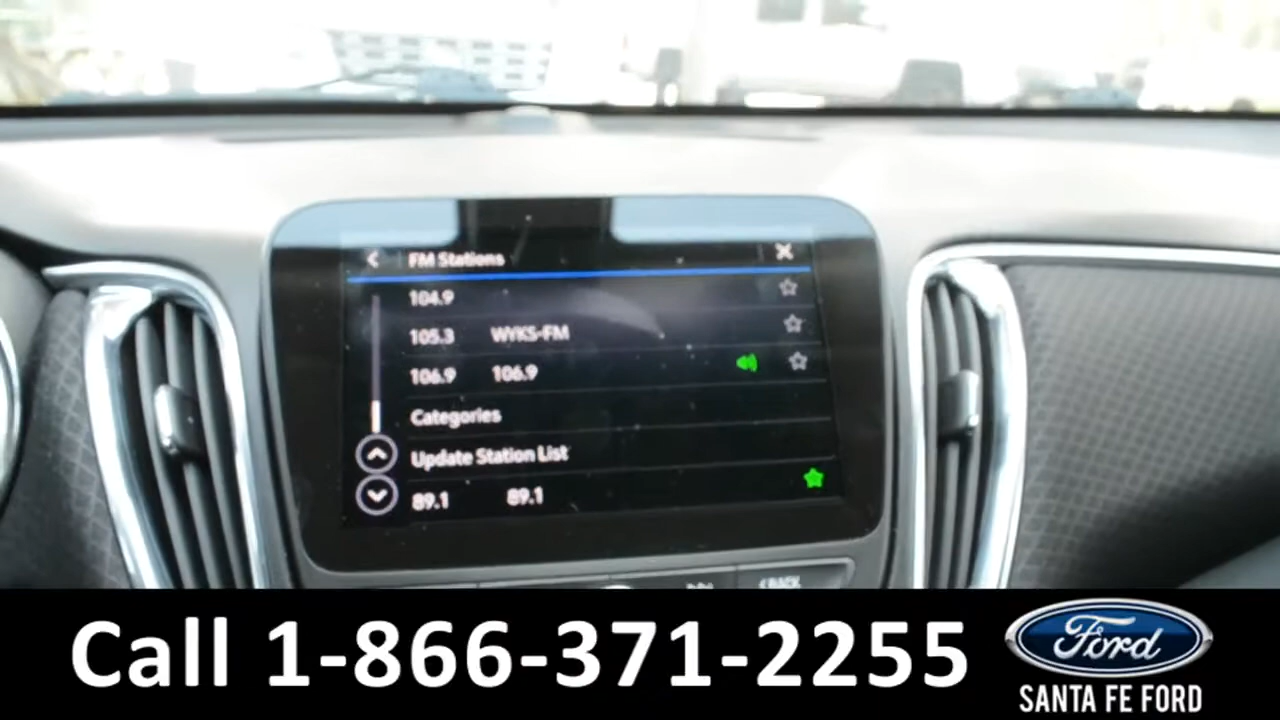 FM Stations
104.9
105.3 WYKS-FM
106.9 106.9
Categories
Update Station List
89.1 89.1
BACK
Call 1-866-371-2255
Ford
SANTA FE FORD